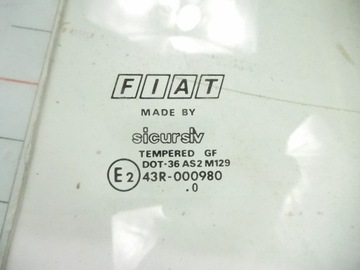 FIAT
MADE BY
sicursiv
TEMPERED GF
DOT-36 AS2 M129
E2 43R-000980
.0